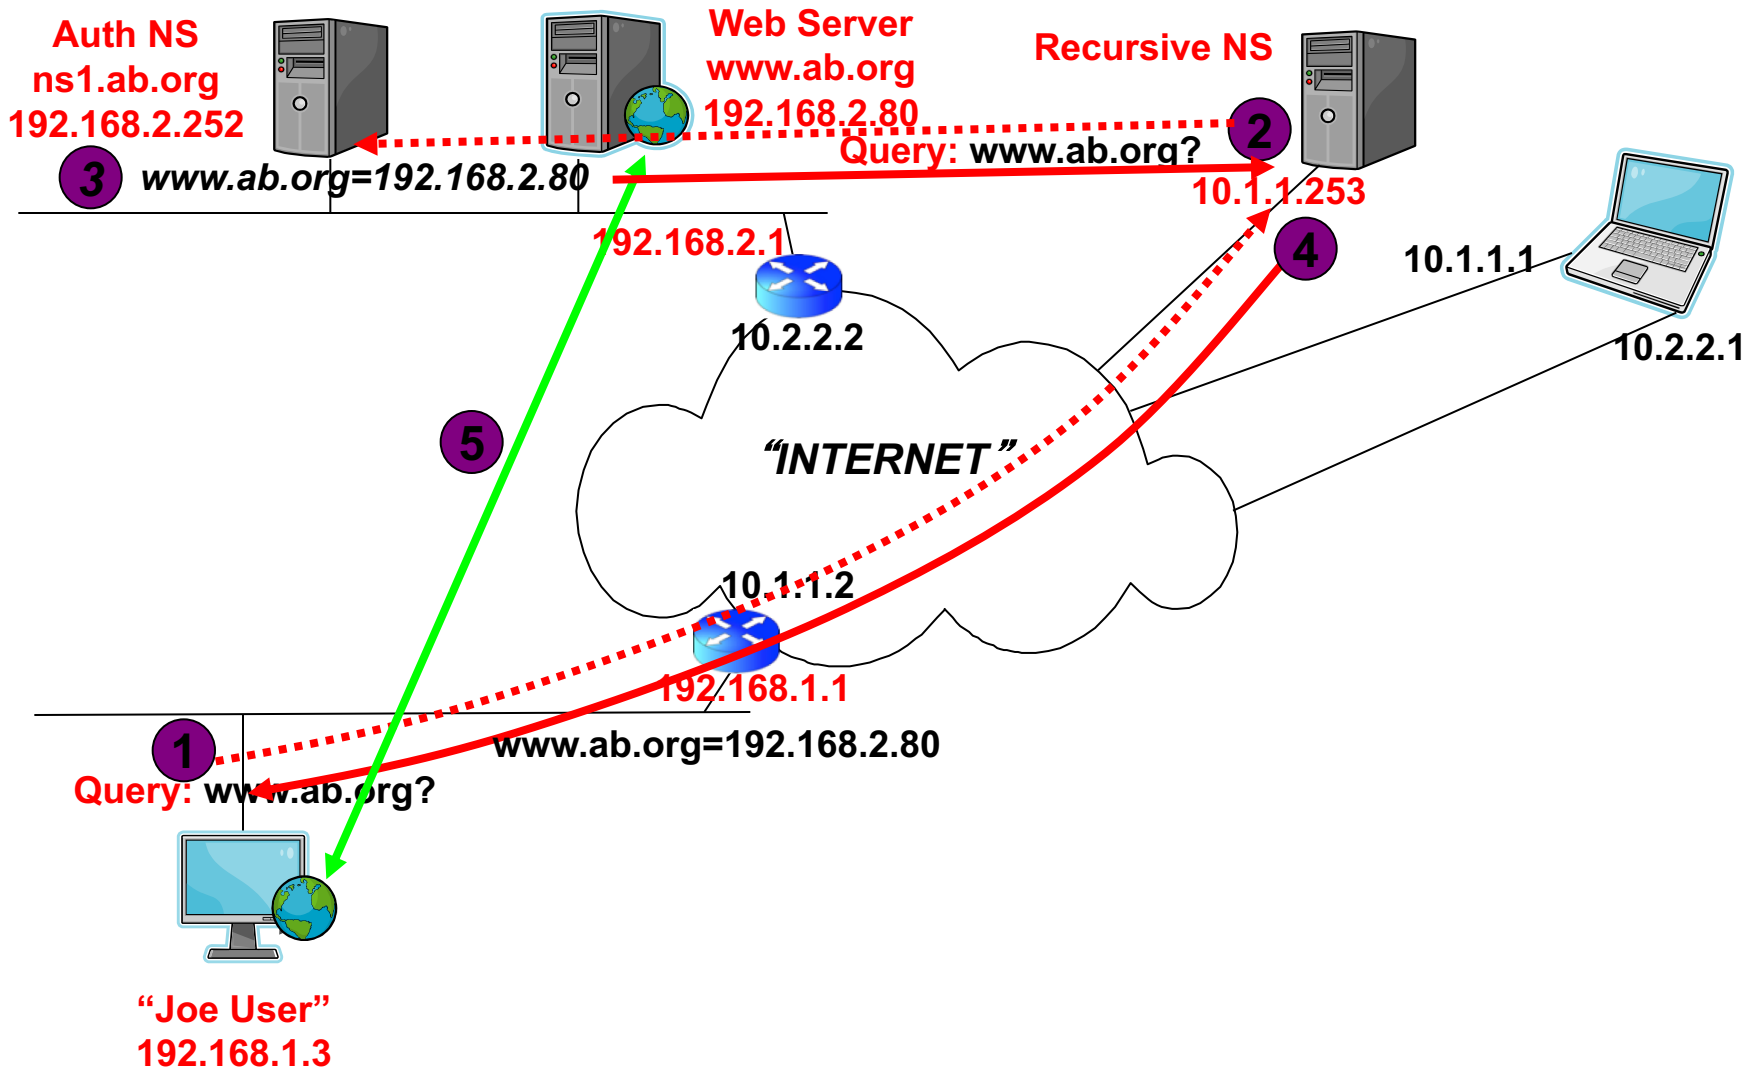 Auth NS
ns1.ab.org
192.168.2.252
Web Server
www.ab.org
192.168.2.80
Recursive NS
2
Query: www.ab.org?
3
www.ab.org=192.168.2.80
10.1.1.253
192.168.2.1
4
10.1.1.1
10.2.2.2
10.2.2.1
5
“INTERNET”
10.1.1.2
192.168.1.1
1
www.ab.org=192.168.2.80
Query: www.ab.org?
“Joe User”
192.168.1.3